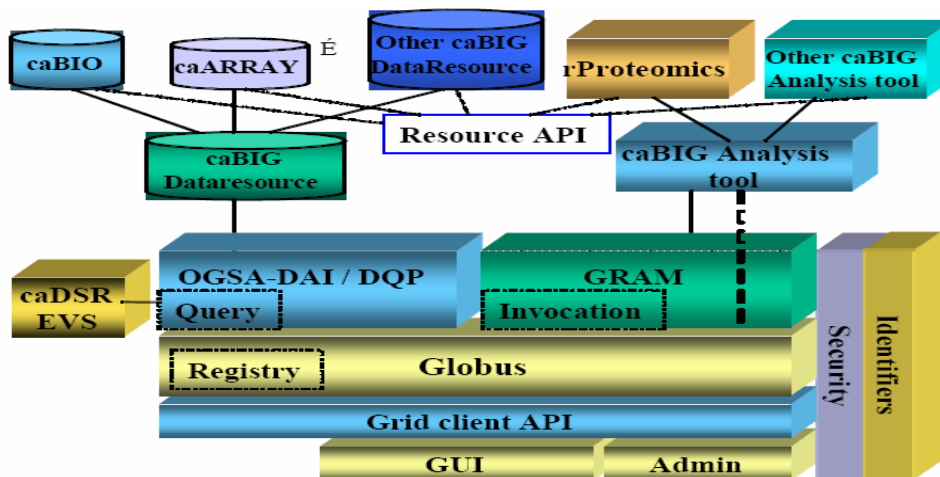 caBIO
caARRAY
É
Other caBIG
DataResource
rProteomics
Other caBIG
Analysis tool
Resource API
caBIG
Dataresource
caBIG Analysis
tool
OGSA-DAI / DQP
GRAM
caDSR
EVS
Query
Invocation
Registry
Globus
Grid client API
GUI
Admin
Security
Identifiers